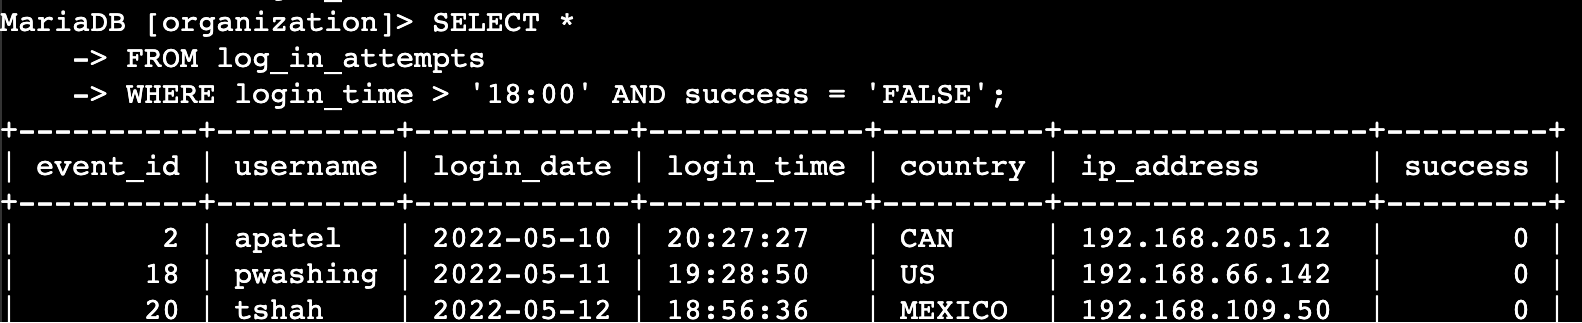 MariaDB [organization]> SELECT *
    -> FROM log_in_attempts
    -> WHERE login_time > '18:00' AND success = 'FALSE';
+----------+----------+------------+------------+---------+-----------------+---------+
| event_id | username | login_date | login_time | country | ip_address      | success |
+----------+----------+------------+------------+---------+-----------------+---------+
|        2 | apatel   | 2022-05-10 | 20:27:27   | CAN     | 192.168.205.12  |       0 |
|       18 | pwashing | 2022-05-11 | 19:28:50   | US      | 192.168.66.142  |       0 |
|       20 | tshah    | 2022-05-12 | 18:56:36   | MEXICO  | 192.168.109.50  |       0 |